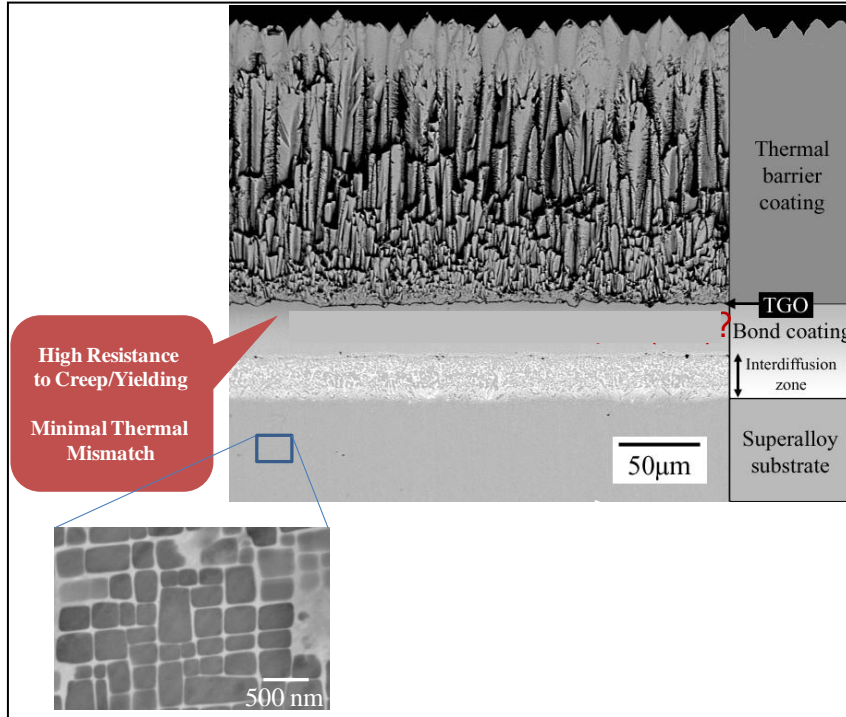 Thermal
barrier
coating
TGO
?
Bond coating
Interdiffusion
zone
High Resistance
to Creep/Yielding
Minimal Thermal
Mismatch
50μm
Superalloy
substrate
500 nm